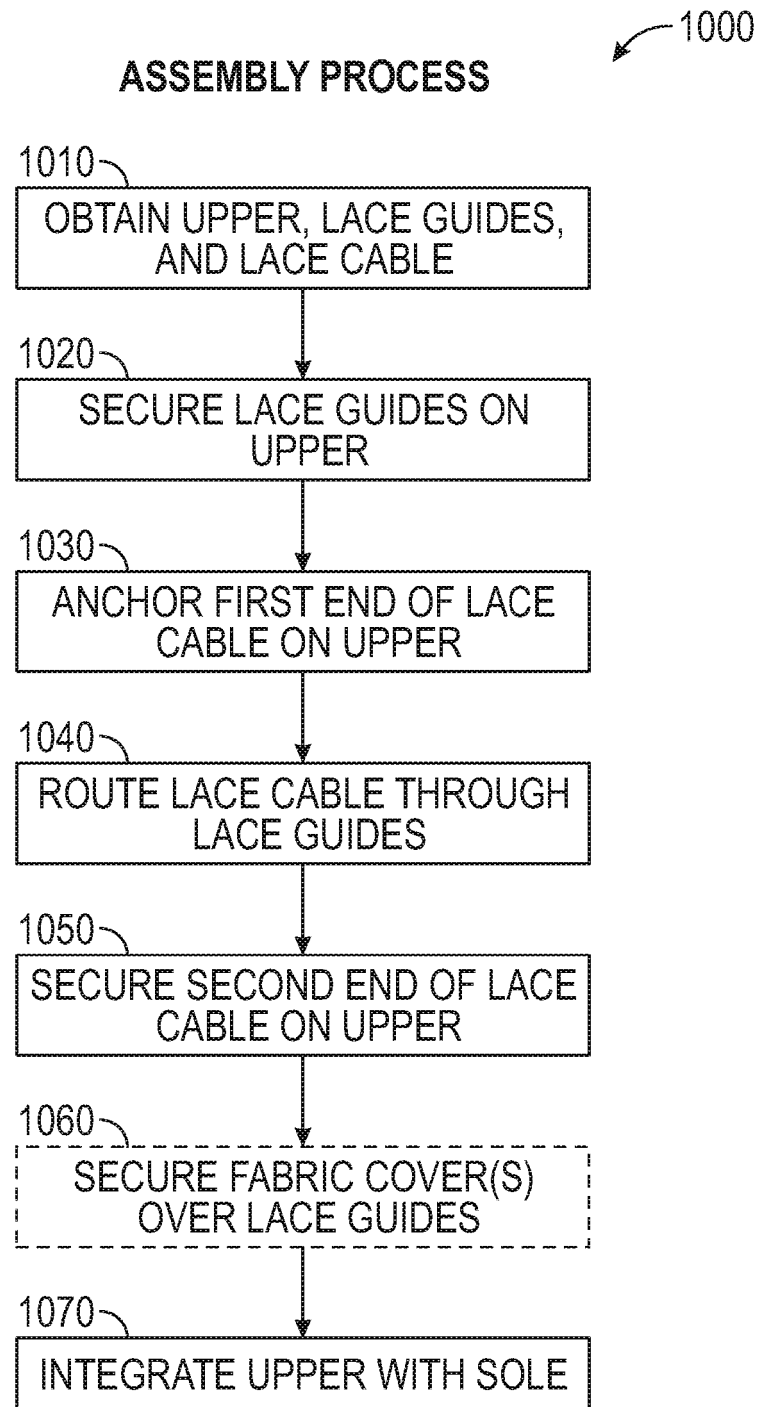 1000
ASSEMBLY PROCESS
1010
OBTAIN UPPER, LACE GUIDES,
AND LACE CABLE
1020
SECURE LACE GUIDES ON
UPPER
1030
ANCHOR FIRST END OF LACE
CABLE ON UPPER
1040
ROUTE LACE CABLE THROUGH
LACE GUIDES
1050
SECURE SECOND END OF LACE
CABLE ON UPPER
1060
SECURE FABRIC COVER(S)
OVER LACE GUIDES
1070
INTEGRATE UPPER WITH SOLE